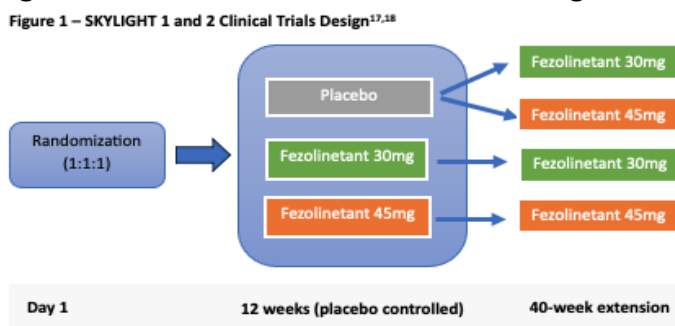 Figure 1 – SKYLIGHT 1 and 2 Clinical Trials Design17,18
Randomization
(1:1:1)
Placebo
Fezolinetant 30mg
Fezolinetant 45mg
Fezolinetant 30mg
Fezolinetant 45mg
Fezolinetant 30mg
Fezolinetant 45mg
Day 1
12 weeks (placebo controlled)
40-week extension